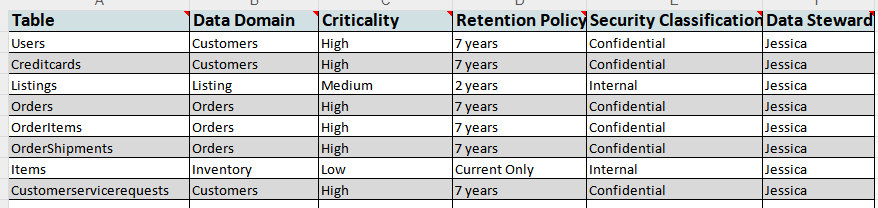 Table Data Domain Criticality Retention Policy Security Classification Data Steward
Users Customers High 7 years Confidential Jessica
Creditcards Customers High 7 years Confidential Jessica
Listings Listing Medium 2 years Internal Jessica
Orders Orders High 7 years Confidential Jessica
OrderItems Orders High 7 years Confidential Jessica
OrderShipments Orders High 7 years Confidential Jessica
Items Inventory Low Current Only Internal Jessica
Customerservicerequests Customers High 7 years Confidential Jessica